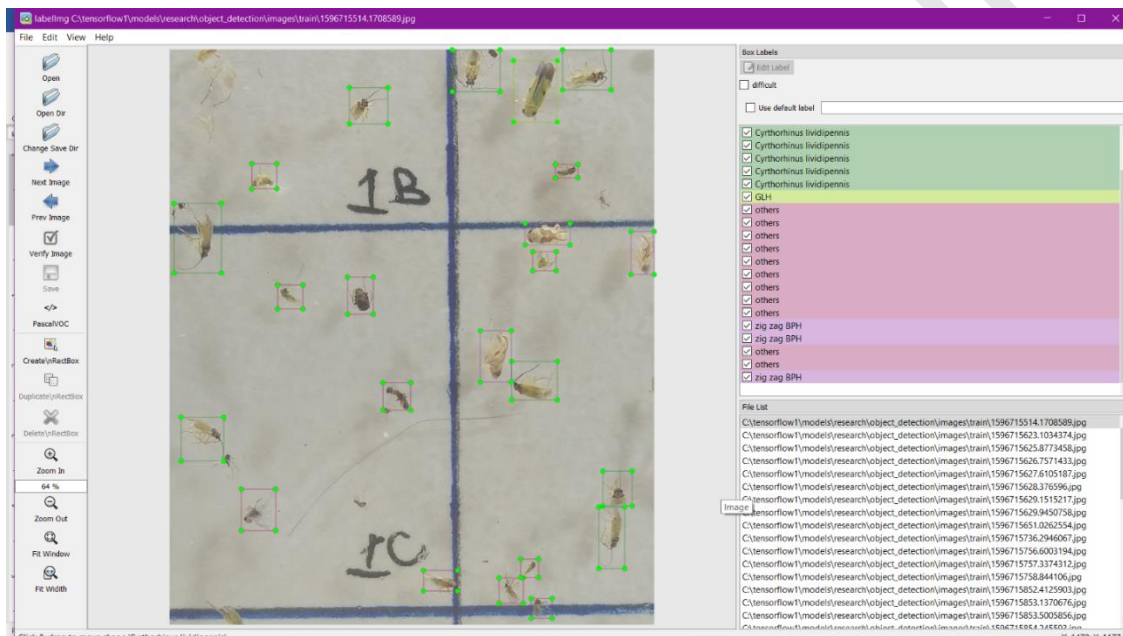 labelImg C:\tensorflow1\models\research\object_detection\images\train\1596715514.1708589.jpg
File Edit View Help
Open
Open Dir
Change Save Dir
Next Image
Prev Image
Verify Image
Save
</>
PascalVOC
Create\nRectBox
Duplicate\nRectBox
Delete\nRectBox
Zoom In
64 %
Zoom Out
Fit Window
Fit Width
1B
1C
Box Labels
Edit Label
difficult
Use default label
Cyrthorhinus lividipennis
Cyrthorhinus lividipennis
Cyrthorhinus lividipennis
Cyrthorhinus lividipennis
Cyrthorhinus lividipennis
GLH
others
others
others
others
others
others
others
others
others
zig zag BPH
zig zag BPH
others
others
zig zag BPH
File List
C:\tensorflow1\models\research\object_detection\images\train\1596715514.1708589.jpg
C:\tensorflow1\models\research\object_detection\images\train\1596715623.1034374.jpg
C:\tensorflow1\models\research\object_detection\images\train\1596715625.8773458.jpg
C:\tensorflow1\models\research\object_detection\images\train\1596715626.7571433.jpg
C:\tensorflow1\models\research\object_detection\images\train\1596715627.6105187.jpg
C:\tensorflow1\models\research\object_detection\images\train\1596715628.376596.jpg
C:\tensorflow1\models\research\object_detection\images\train\1596715629.1515217.jpg
Image
C:\tensorflow1\models\research\object_detection\images\train\1596715629.9450758.jpg
C:\tensorflow1\models\research\object_detection\images\train\1596715651.0262554.jpg
C:\tensorflow1\models\research\object_detection\images\train\1596715736.2946067.jpg
C:\tensorflow1\models\research\object_detection\images\train\1596715756.6003194.jpg
C:\tensorflow1\models\research\object_detection\images\train\1596715757.3374312.jpg
C:\tensorflow1\models\research\object_detection\images\train\1596715758.844106.jpg
C:\tensorflow1\models\research\object_detection\images\train\1596715852.4125903.jpg
C:\tensorflow1\models\research\object_detection\images\train\1596715853.1370676.jpg
C:\tensorflow1\models\research\object_detection\images\train\1596715853.5005856.jpg